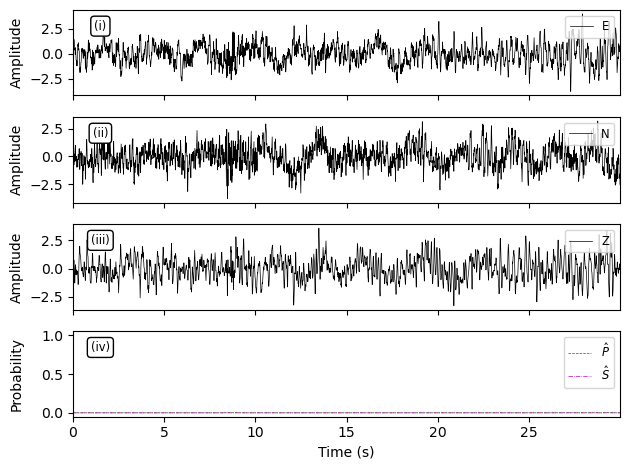 (i)
E
Amplitude
2.5
0.0
−2.5
(ii)
N
Amplitude
2.5
0.0
−2.5
(iii)
Z
Amplitude
2.5
0.0
−2.5
(iv)
P̂
Ŝ
Probability
1.0
0.5
0.0
0 5 10 15 20 25
Time (s)